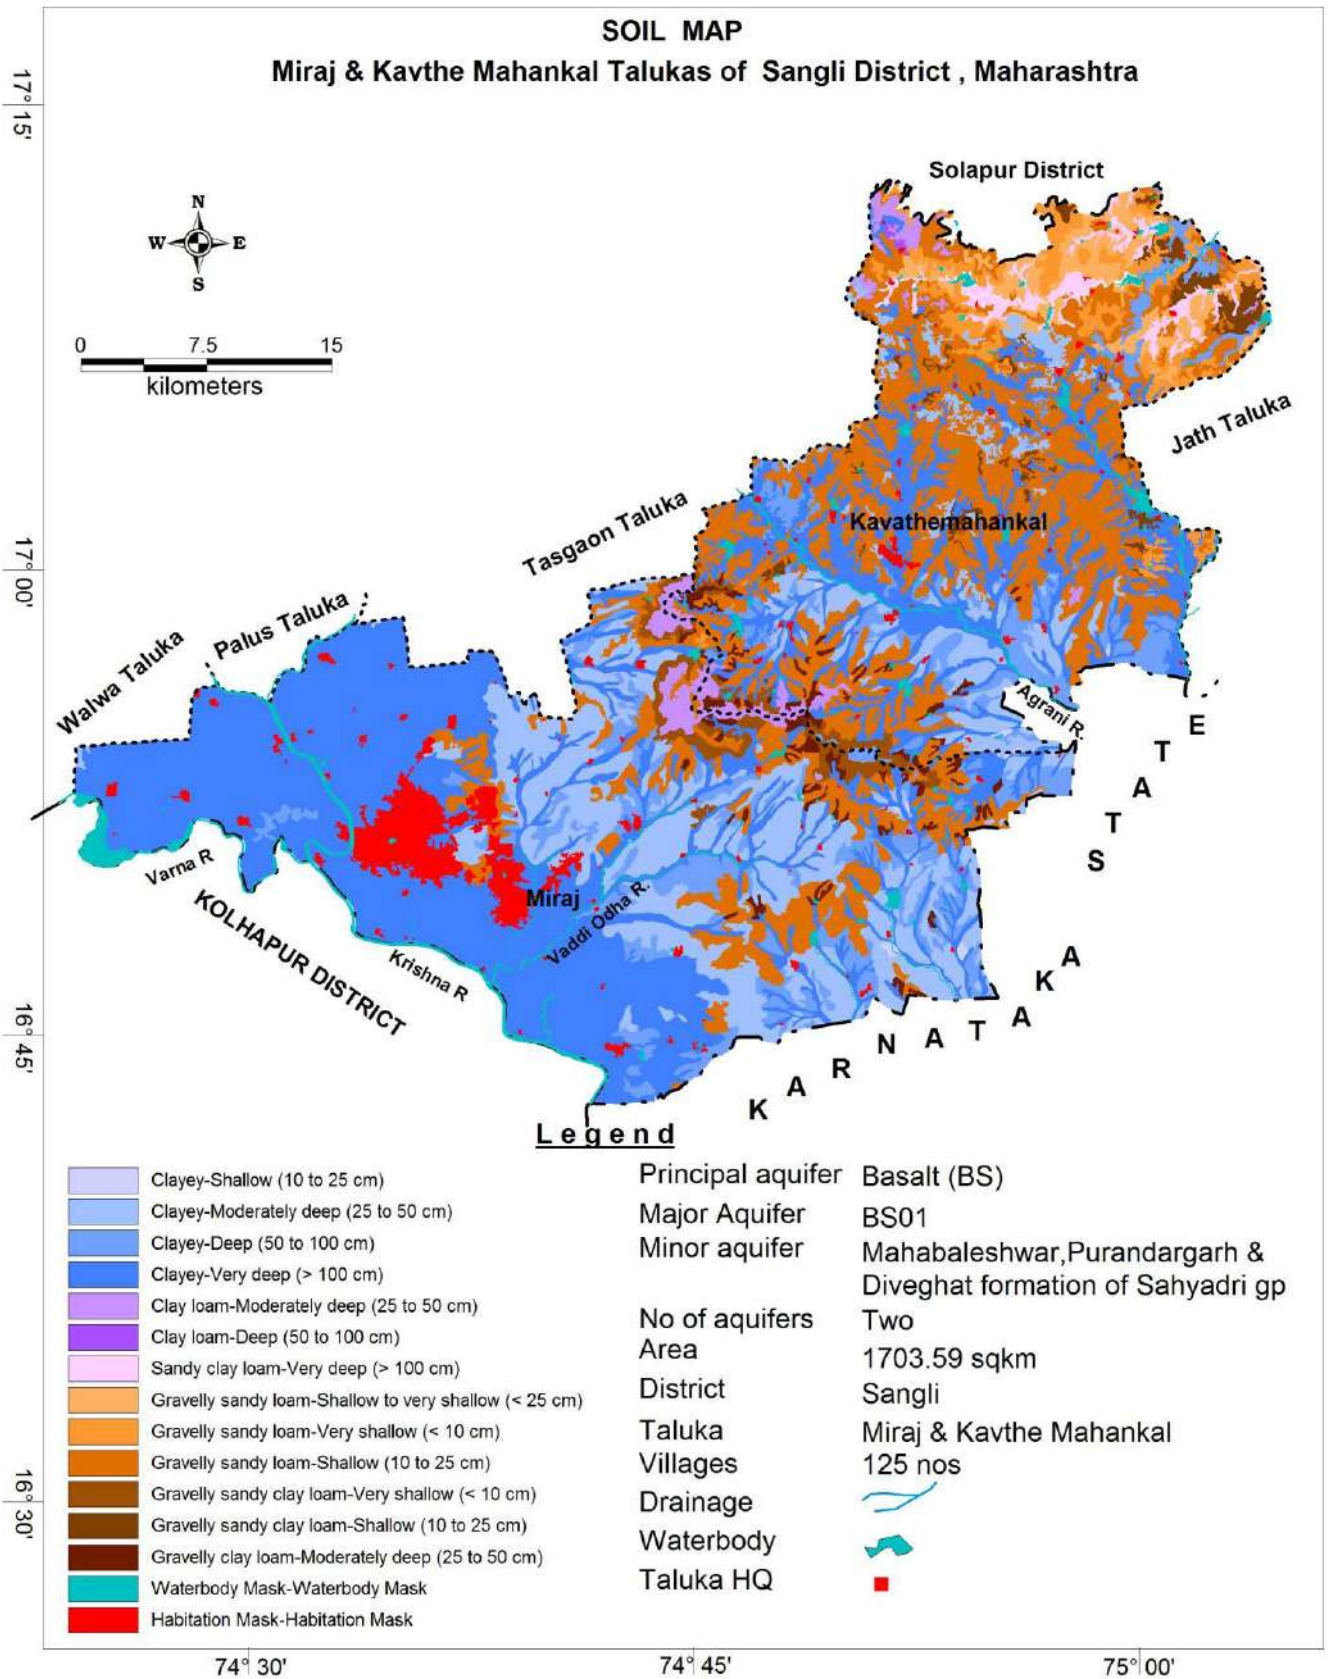 SOIL MAP
Miraj & Kavthe Mahankal Talukas of Sangli District , Maharashtra
17° 15'
17° 00'
16° 45'
16° 30'
N
W E
S
0 7.5 15
kilometers
Solapur District
Jath Taluka
Tasgaon Taluka
Kavathemahankal
Palus Taluka
Walwa Taluka
Agrani R.
Varna R
Miraj
Vaddi Odha R.
KOLHAPUR DISTRICT
Krishna R
K A R N A T A K A
S T A T E
Legend
Clayey-Shallow (10 to 25 cm)
Clayey-Moderately deep (25 to 50 cm)
Clayey-Deep (50 to 100 cm)
Clayey-Very deep (> 100 cm)
Clay loam-Moderately deep (25 to 50 cm)
Clay loam-Deep (50 to 100 cm)
Sandy clay loam-Very deep (> 100 cm)
Gravelly sandy loam-Shallow to very shallow (< 25 cm)
Gravelly sandy loam-Very shallow (< 10 cm)
Gravelly sandy loam-Shallow (10 to 25 cm)
Gravelly sandy clay loam-Very shallow (< 10 cm)
Gravelly sandy clay loam-Shallow (10 to 25 cm)
Gravelly clay loam-Moderately deep (25 to 50 cm)
Waterbody Mask-Waterbody Mask
Habitation Mask-Habitation Mask
Principal aquifer Basalt (BS)
Major Aquifer BS01
Minor aquifer Mahabaleshwar,Purandargarh &
Diveghat formation of Sahyadri gp
No of aquifers Two
Area 1703.59 sqkm
District Sangli
Taluka Miraj & Kavthe Mahankal
Villages 125 nos
Drainage
Waterbody
Taluka HQ
74° 30' 74° 45' 75° 00'